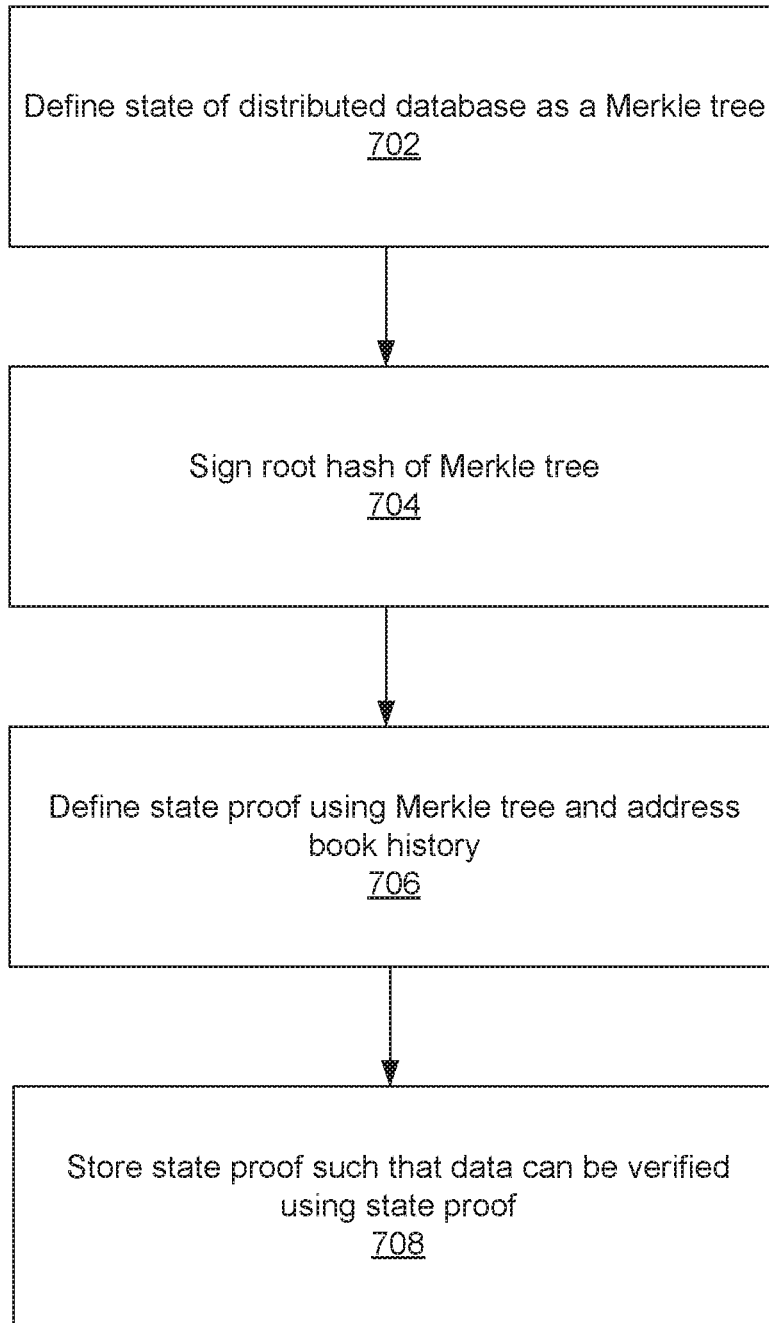 Define state of distributed database as a Merkle tree
702
Sign root hash of Merkle tree
704
Define state proof using Merkle tree and address
book history
706
Store state proof such that data can be verified
using state proof
708